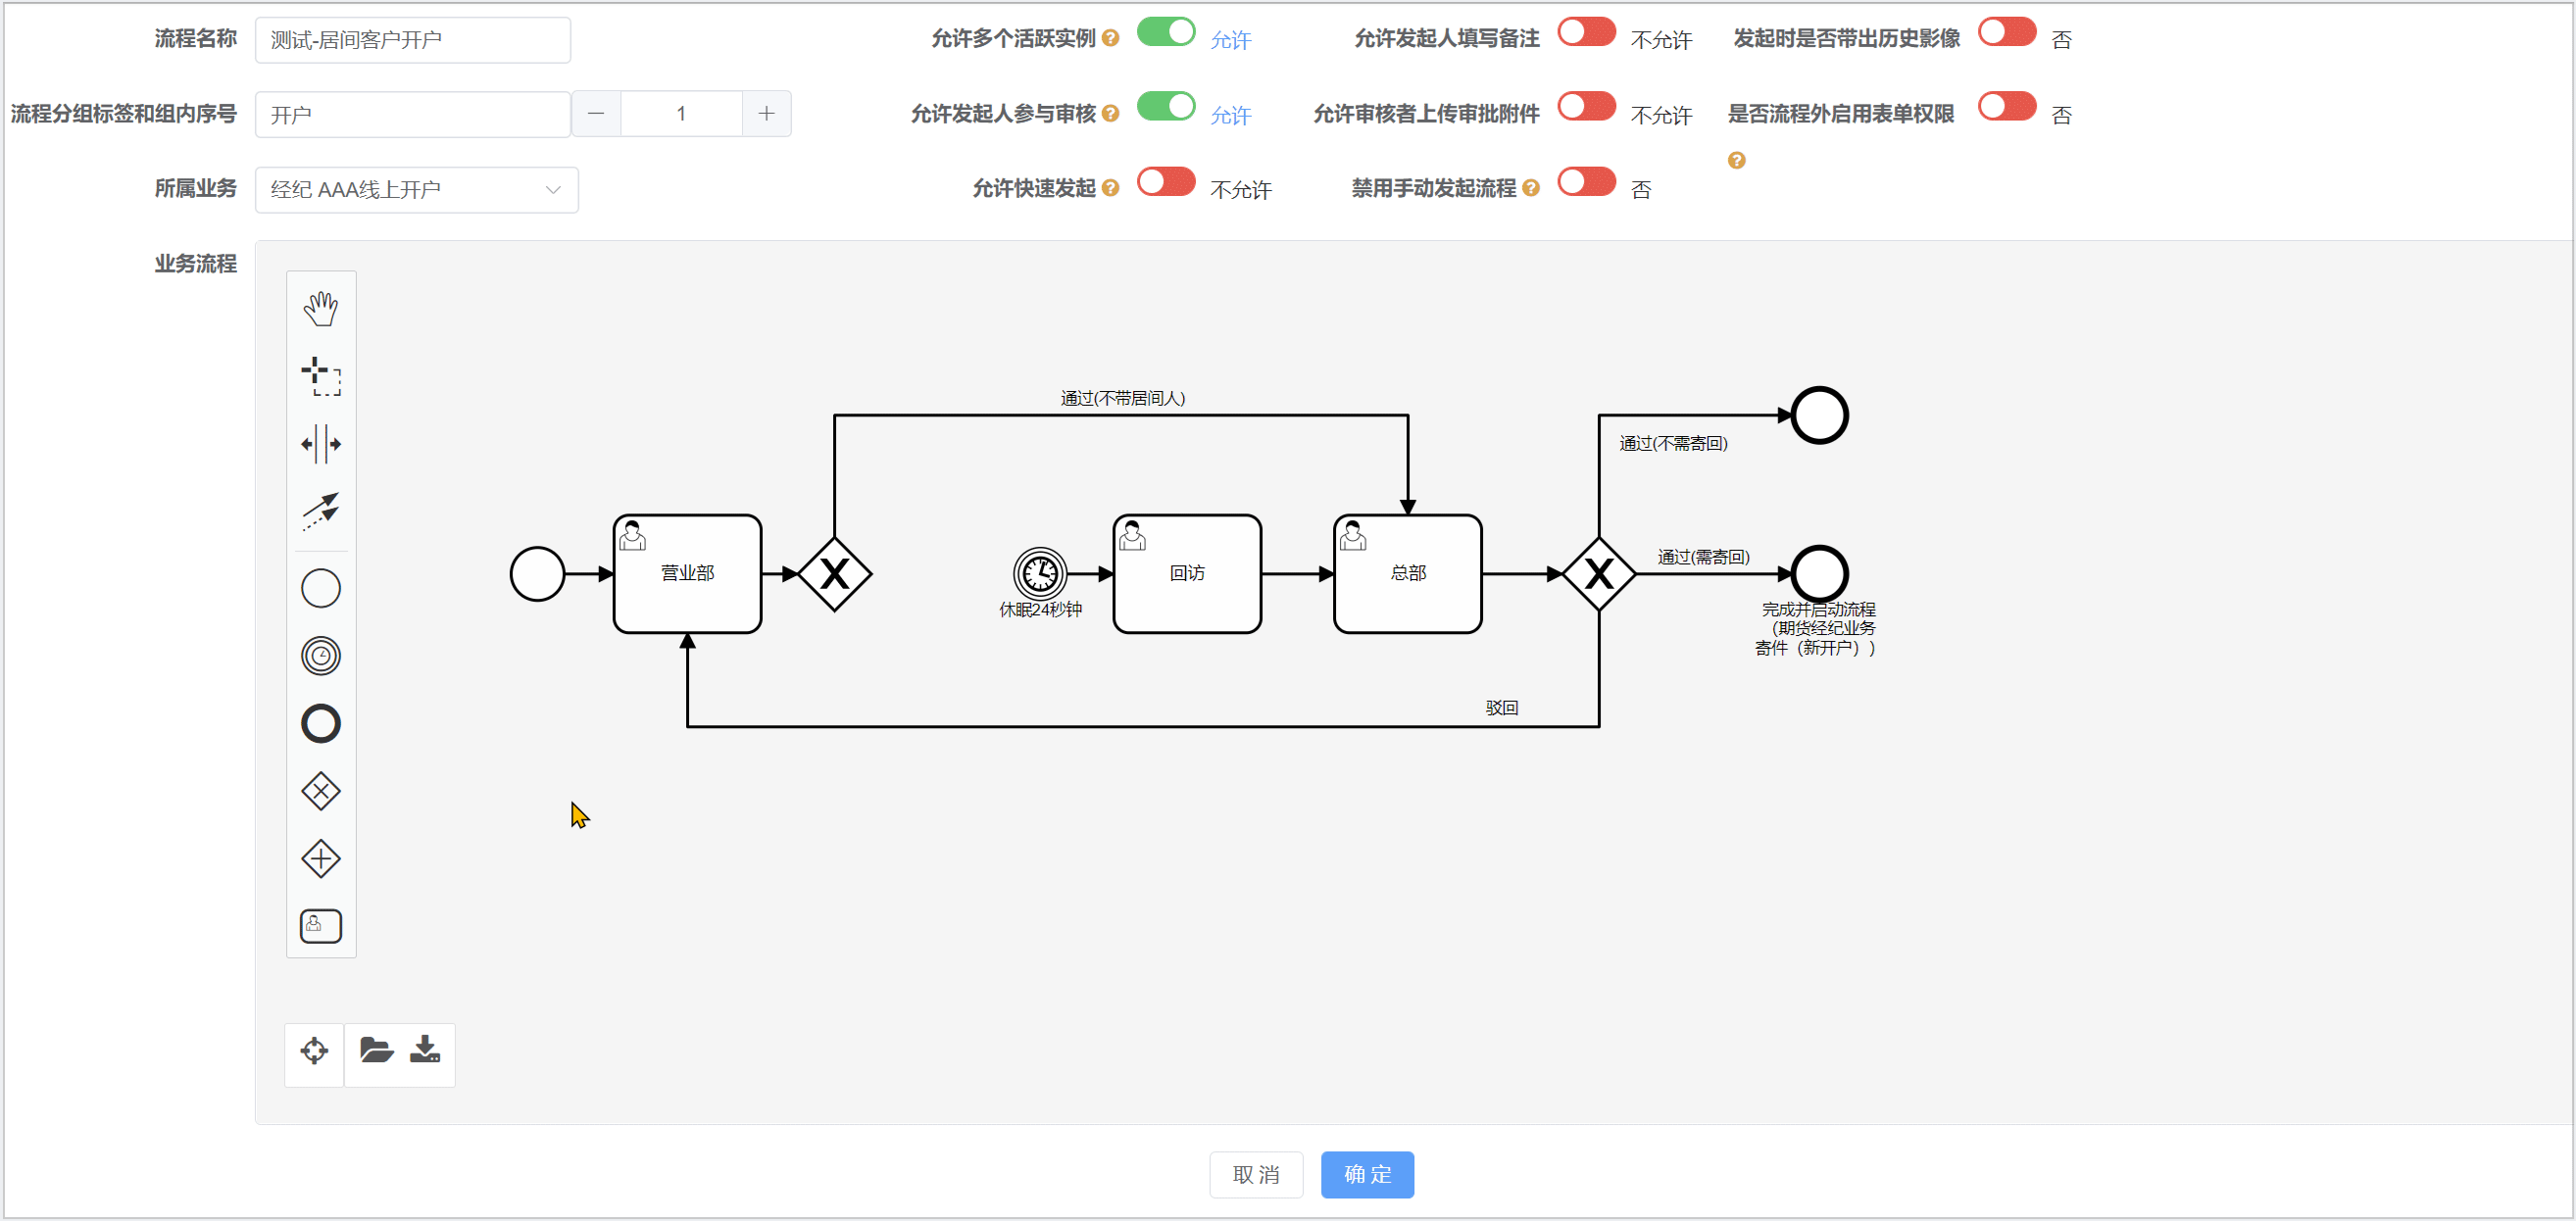 流程名称
测试-居间客户开户
允许多个活跃实例
允许
允许发起人填写备注
不允许
发起时是否带出历史影像
否
流程分组标签和组内序号
开户
1
允许发起人参与审核
允许
允许审核者上传审批附件
不允许
是否流程外启用表单权限
否
所属业务
经纪 AAA线上开户
允许快速发起
不允许
禁用手动发起流程
否
业务流程
通过(不带居间人)
通过(不需寄回)
营业部
休眠24秒钟
回访
总部
通过(需寄回)
完成并启动流程
（期货经纪业务
寄件（新开户））
驳回
取消
确定